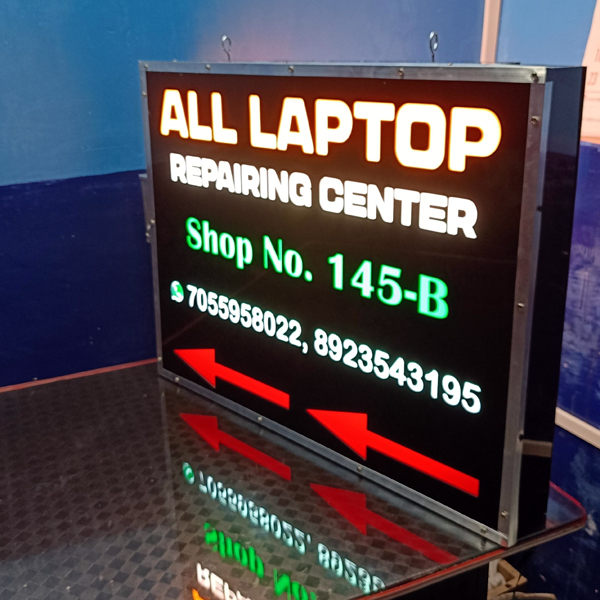 ALL LAPTOP
REPAIRING CENTER
Shop No. 145-B
7055958022, 8923543195